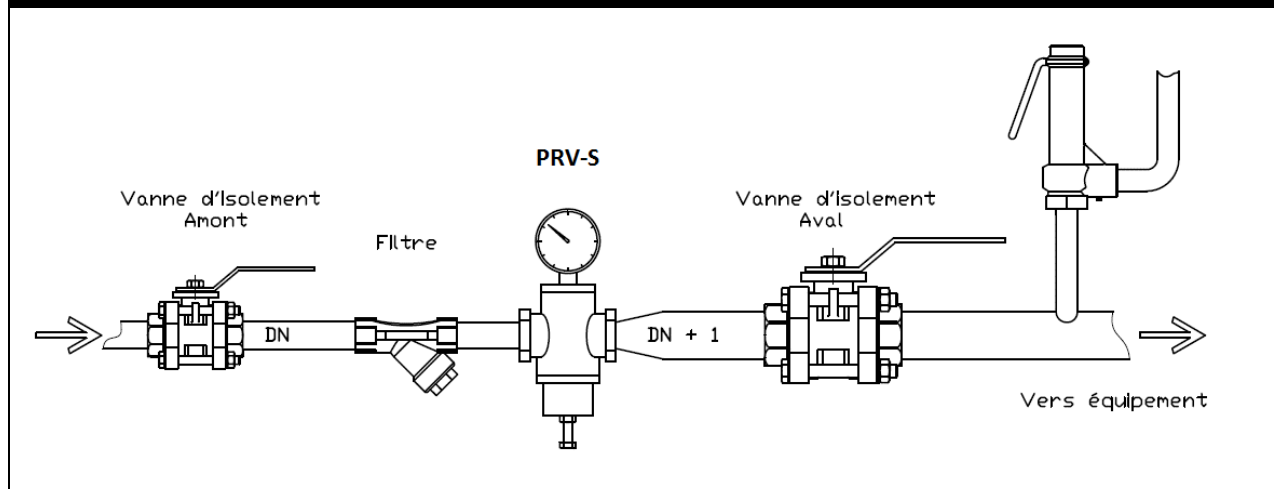 PRV-S
Vanne d'Isolement
Amont
Filtre
Vanne d'Isolement
Aval
DN
DN + 1
Vers équipement